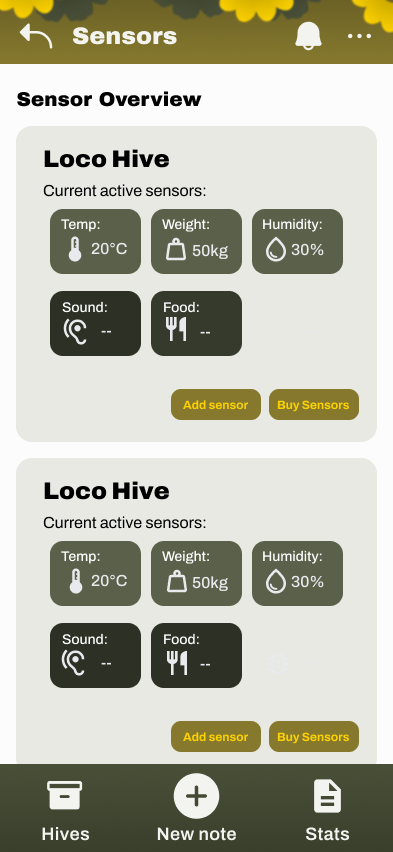 Sensors
Sensor Overview
Loco Hive
Current active sensors:
Temp: Weight: Humidity:
20°C 50kg 30%
Sound: Food:
-- --
Add sensor Buy Sensors
Loco Hive
Current active sensors:
Temp: Weight: Humidity:
20°C 50kg 30%
Sound: Food:
-- --
Add sensor Buy Sensors
Hives New note Stats